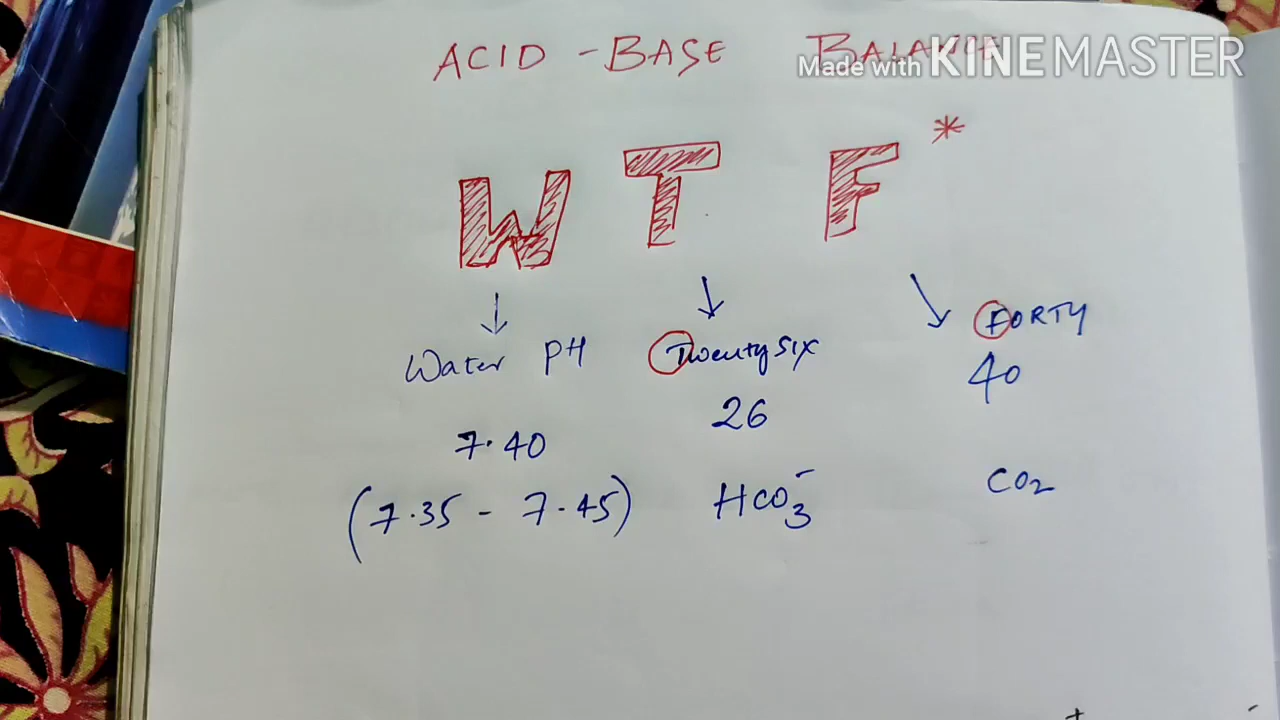 ACID - BASE BALANCE
Made with KINEMASTER
W T F *
Water PH
7.40
(7.35 - 7.45)
Twenty six
26
HCO3-
FORTY
40
CO2
+ -